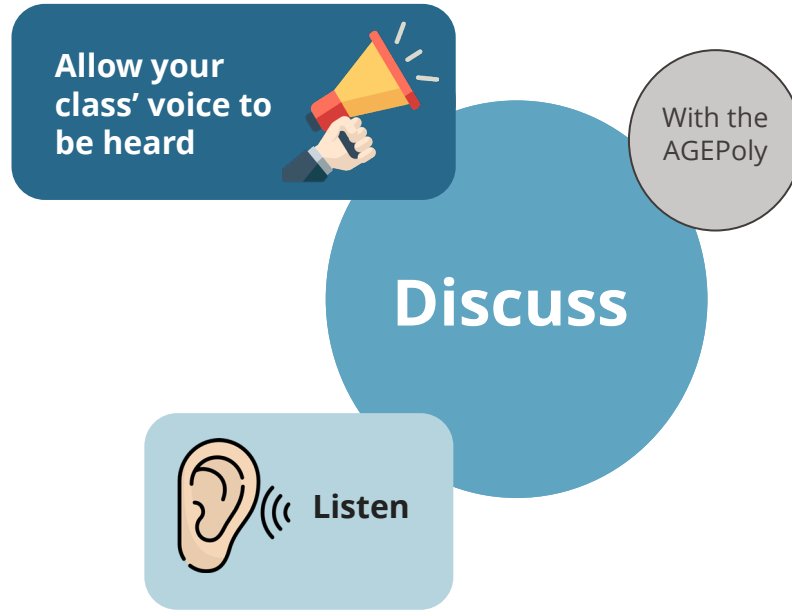 Allow your
class’ voice to
be heard
With the
AGEPoly
Discuss
Listen